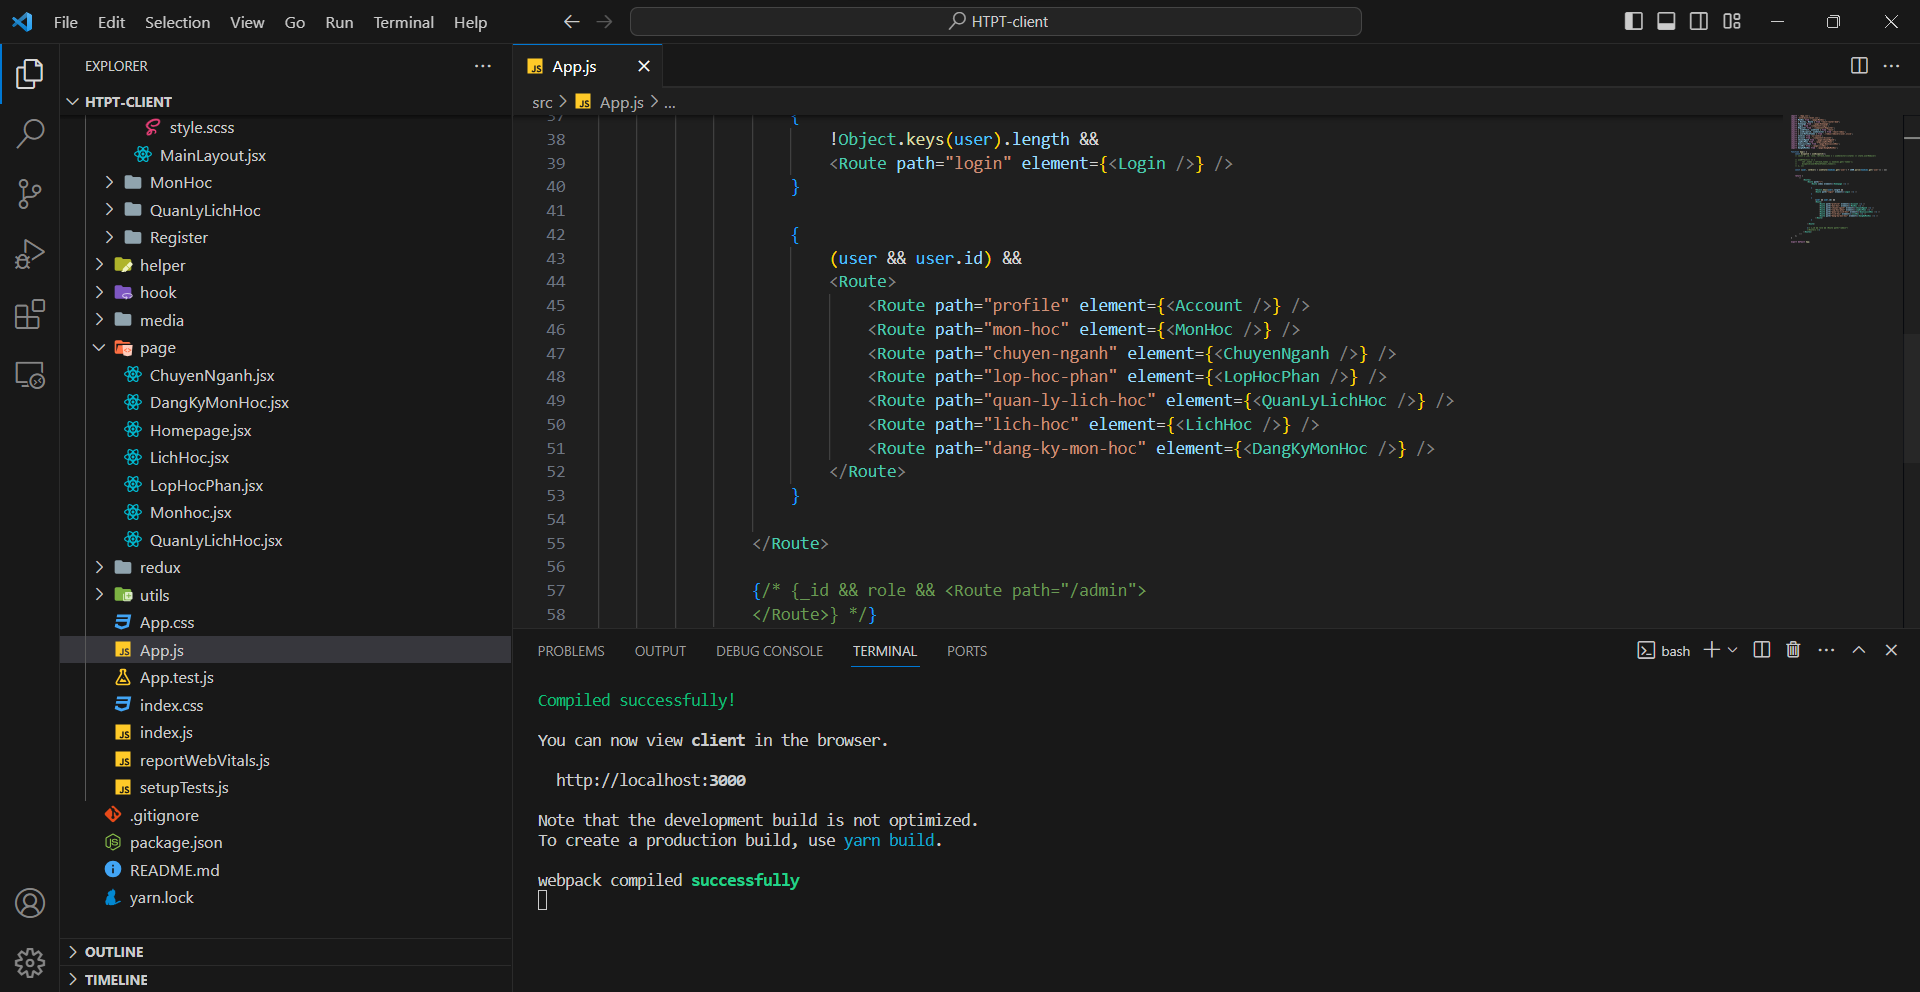 File Edit Selection View Go Run Terminal Help
HTPT-client
EXPLORER
HTPT-CLIENT
style.scss
MainLayout.jsx
MonHoc
QuanLyLichHoc
Register
helper
hook
media
page
ChuyenNganh.jsx
DangKyMonHoc.jsx
Homepage.jsx
LichHoc.jsx
LopHocPhan.jsx
Monhoc.jsx
QuanLyLichHoc.jsx
redux
utils
App.css
App.js
App.test.js
index.css
index.js
reportWebVitals.js
setupTests.js
.gitignore
package.json
README.md
yarn.lock
OUTLINE
TIMELINE
JS App.js
src > JS App.js > ...
37 {
38 !Object.keys(user).length &&
39 <Route path="login" element={<Login />} />
40 }
41
42 {
43 (user && user.id) &&
44 <Route>
45 <Route path="profile" element={<Account />} />
46 <Route path="mon-hoc" element={<MonHoc />} />
47 <Route path="chuyen-nganh" element={<ChuyenNganh />} />
48 <Route path="lop-hoc-phan" element={<LopHocPhan />} />
49 <Route path="quan-ly-lich-hoc" element={<QuanLyLichHoc />} />
50 <Route path="lich-hoc" element={<LichHoc />} />
51 <Route path="dang-ky-mon-hoc" element={<DangKyMonHoc />} />
52 </Route>
53 }
54
55 </Route>
56
57 {/* {_id && role && <Route path="/admin">
58 </Route>} */}
PROBLEMS OUTPUT DEBUG CONSOLE TERMINAL PORTS
bash
Compiled successfully!
You can now view client in the browser.
http://localhost:3000
Note that the development build is not optimized.
To create a production build, use yarn build.
webpack compiled successfully